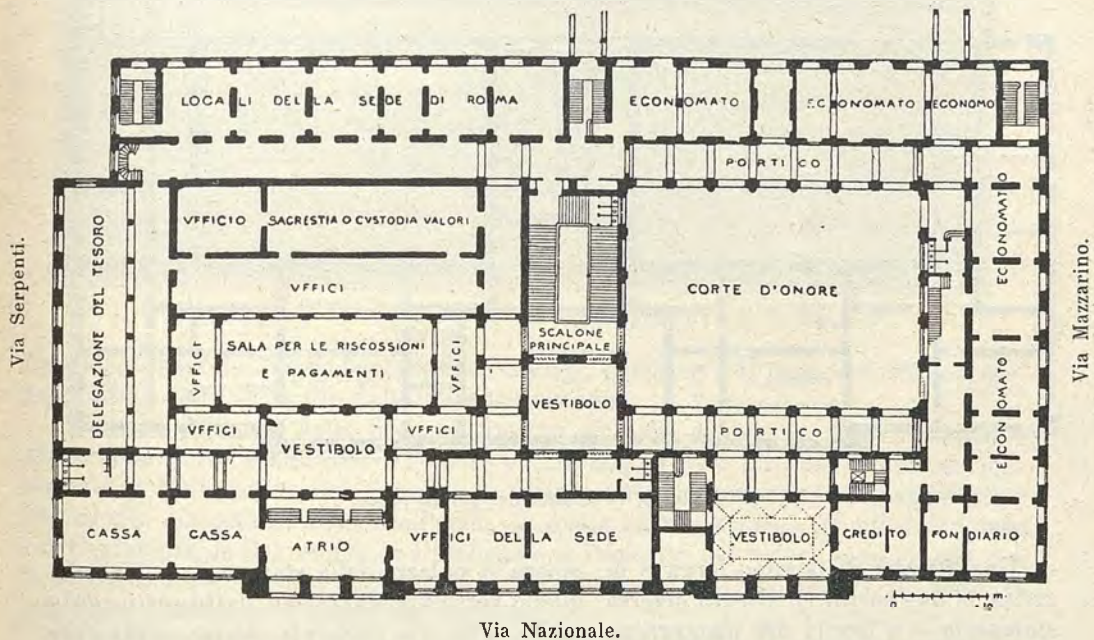 LOCALI DELLA SEDE DI ROMA
ECONOMATO
ECONOMATO
ECONOMO
PORTICO
VFFICIO
SAGRESTIA O CVSTODIA VALORI
DELEGAZIONE DEL TESORO
VFFICI
CORTE D'ONORE
ECONOMATO
Via Serpenti.
Via Mazzarino.
VFFICI
SALA PER LE RISCOSSIONI
E PAGAMENTI
VFFICI
SCALONE
PRINCIPALE
VESTIBOLO
ECONOMATO
VFFICI
VESTIBOLO
VFFICI
PORTICO
CASSA
CASSA
ATRIO
VFFICI DELLA SEDE
VESTIBOLO
CREDITO
FONDIARIO
0
10
m
Via Nazionale.